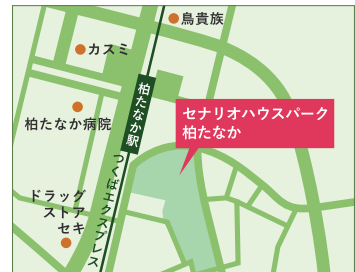 鳥貴族
カスミ
柏たなか駅
セナリオハウスパーク
柏たなか
柏たなか病院
つくばエクスプレス
ドラッグ
ストア
セキ